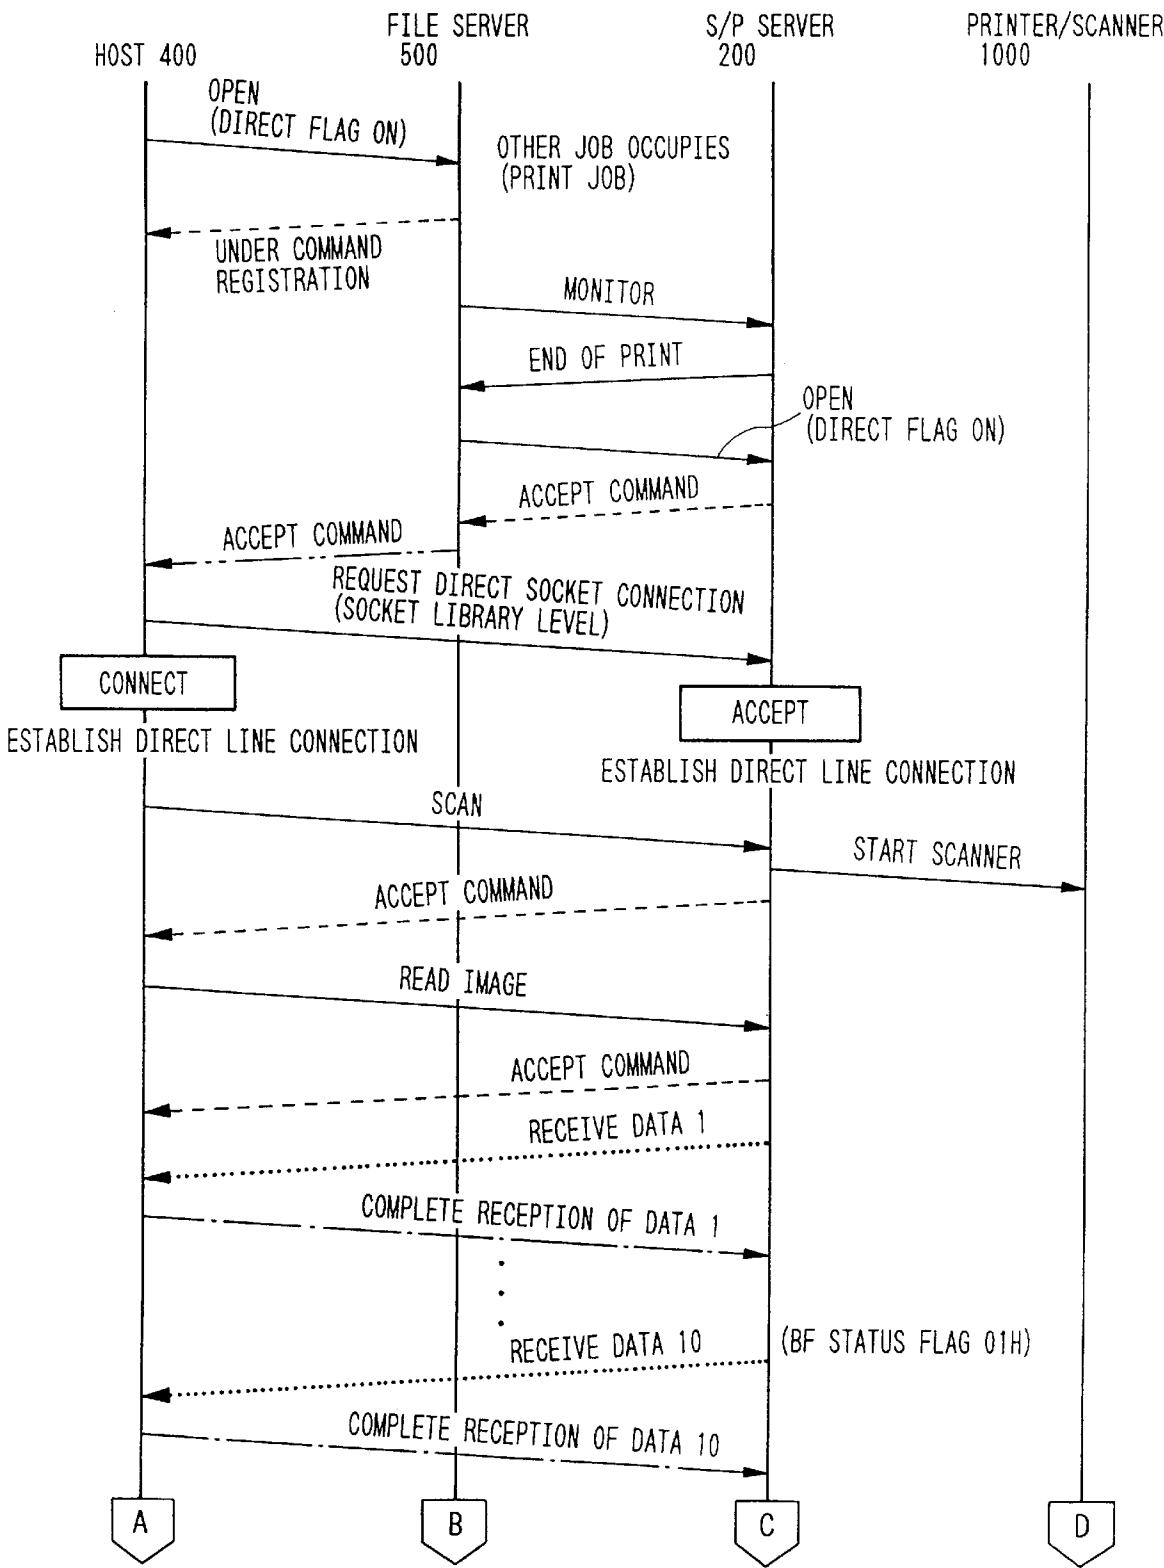 FILE SERVER
S/P SERVER
PRINTER/SCANNER
HOST 400
500
200
1000
OPEN
(DIRECT FLAG ON)
OTHER JOB OCCUPIES
(PRINT JOB)
UNDER COMMAND
REGISTRATION
MONITOR
END OF PRINT
OPEN
(DIRECT FLAG ON)
ACCEPT COMMAND
ACCEPT COMMAND
REQUEST DIRECT SOCKET CONNECTION
(SOCKET LIBRARY LEVEL)
CONNECT
ACCEPT
ESTABLISH DIRECT LINE CONNECTION
ESTABLISH DIRECT LINE CONNECTION
SCAN
START SCANNER
ACCEPT COMMAND
READ IMAGE
ACCEPT COMMAND
RECEIVE DATA 1
COMPLETE RECEPTION OF DATA 1
RECEIVE DATA 10
(BF STATUS FLAG 01H)
COMPLETE RECEPTION OF DATA 10
A
B
C
D